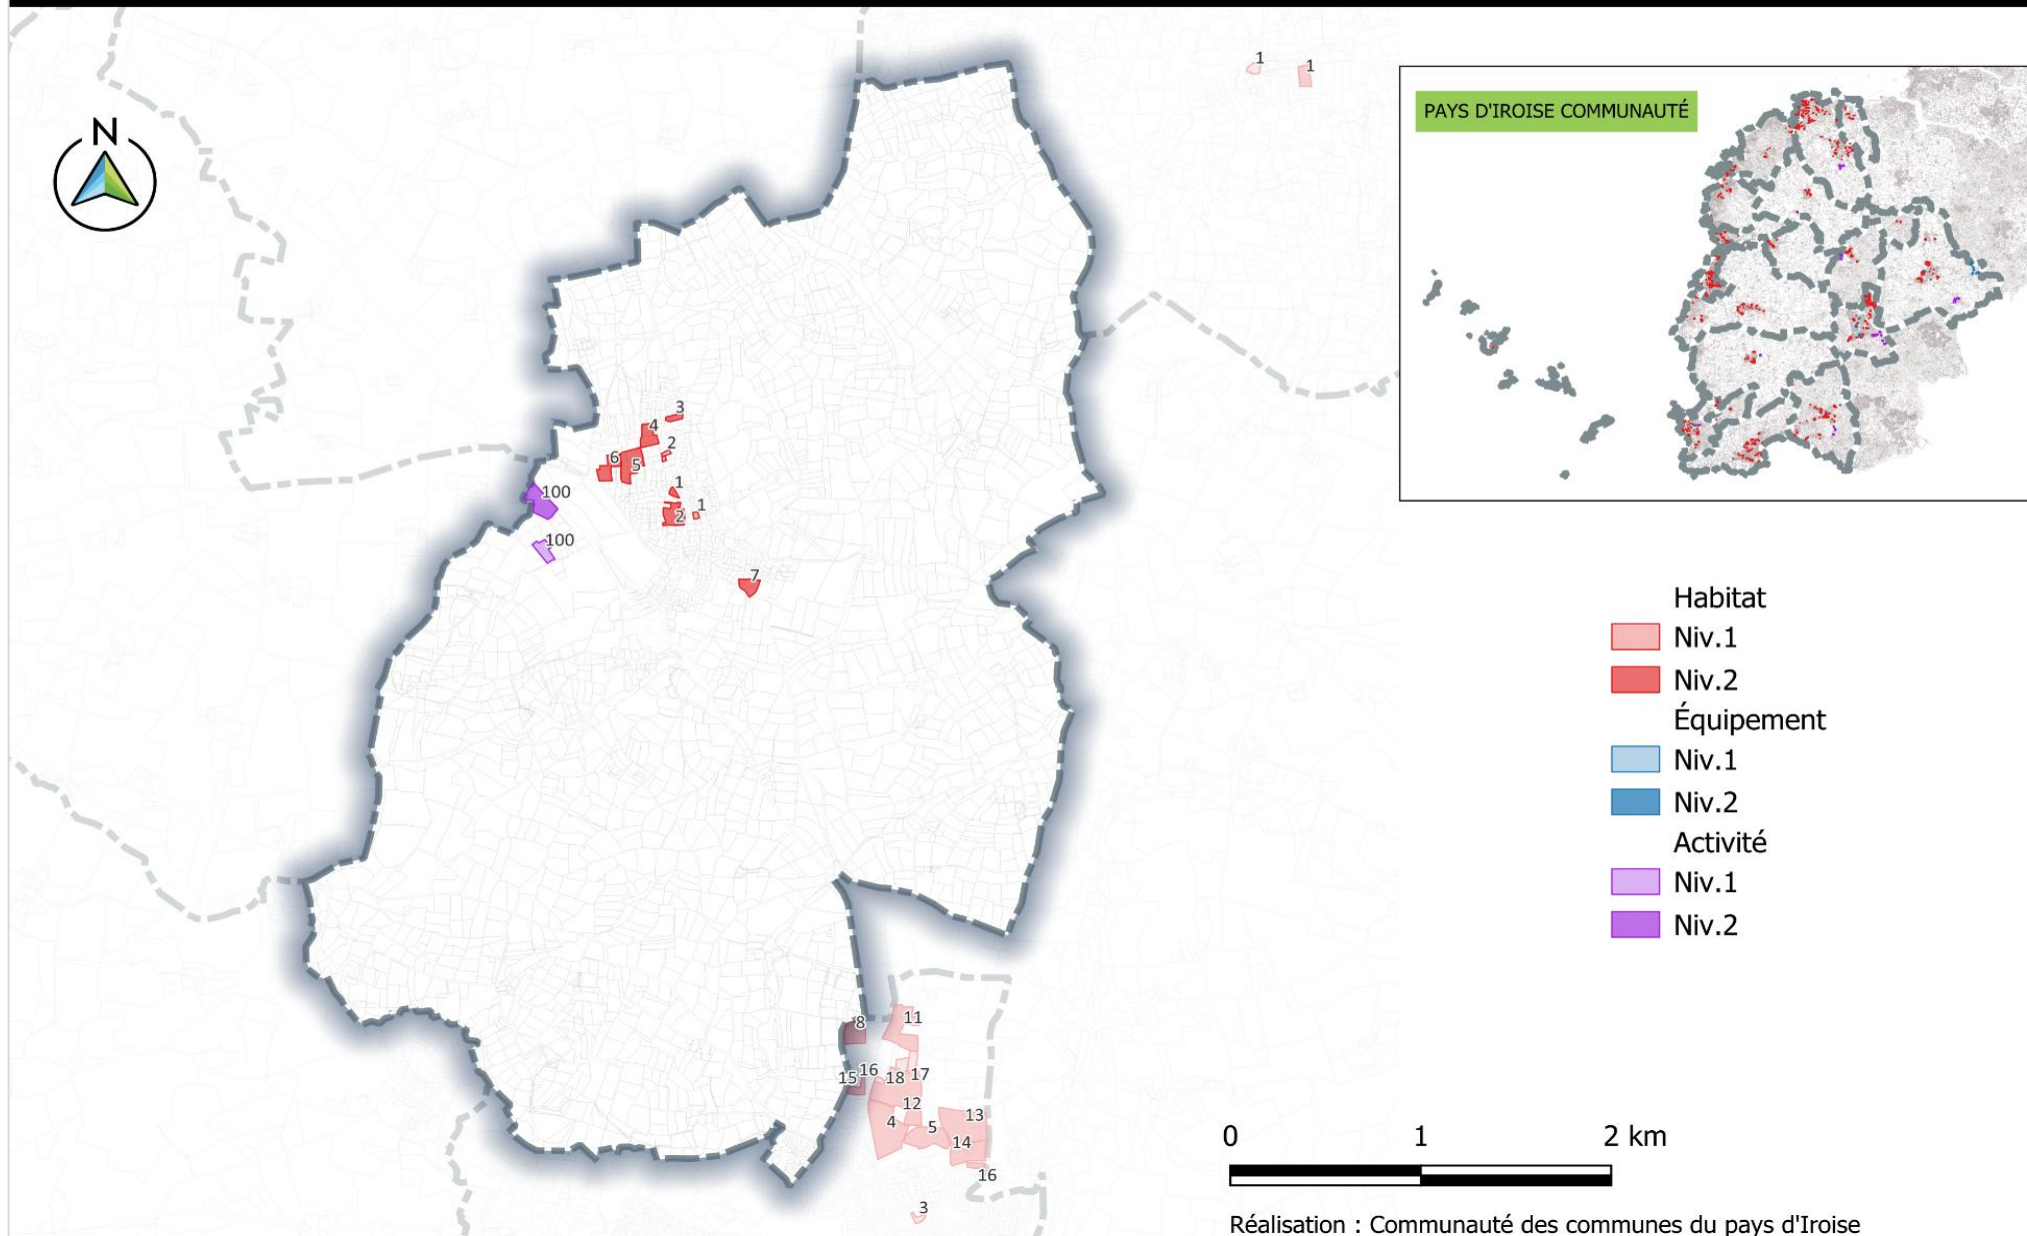 1
1
N
PAYS D'IROISE COMMUNAUTÉ
3
4
2
6
5
1
100
1
2
100
7
Habitat
Niv.1
Niv.2
Équipement
Niv.1
Niv.2
Activité
Niv.1
Niv.2
8
11
16
15
18
17
12
4
5
13
14
16
3
0 1 2 km
Réalisation : Communauté des communes du pays d'Iroise